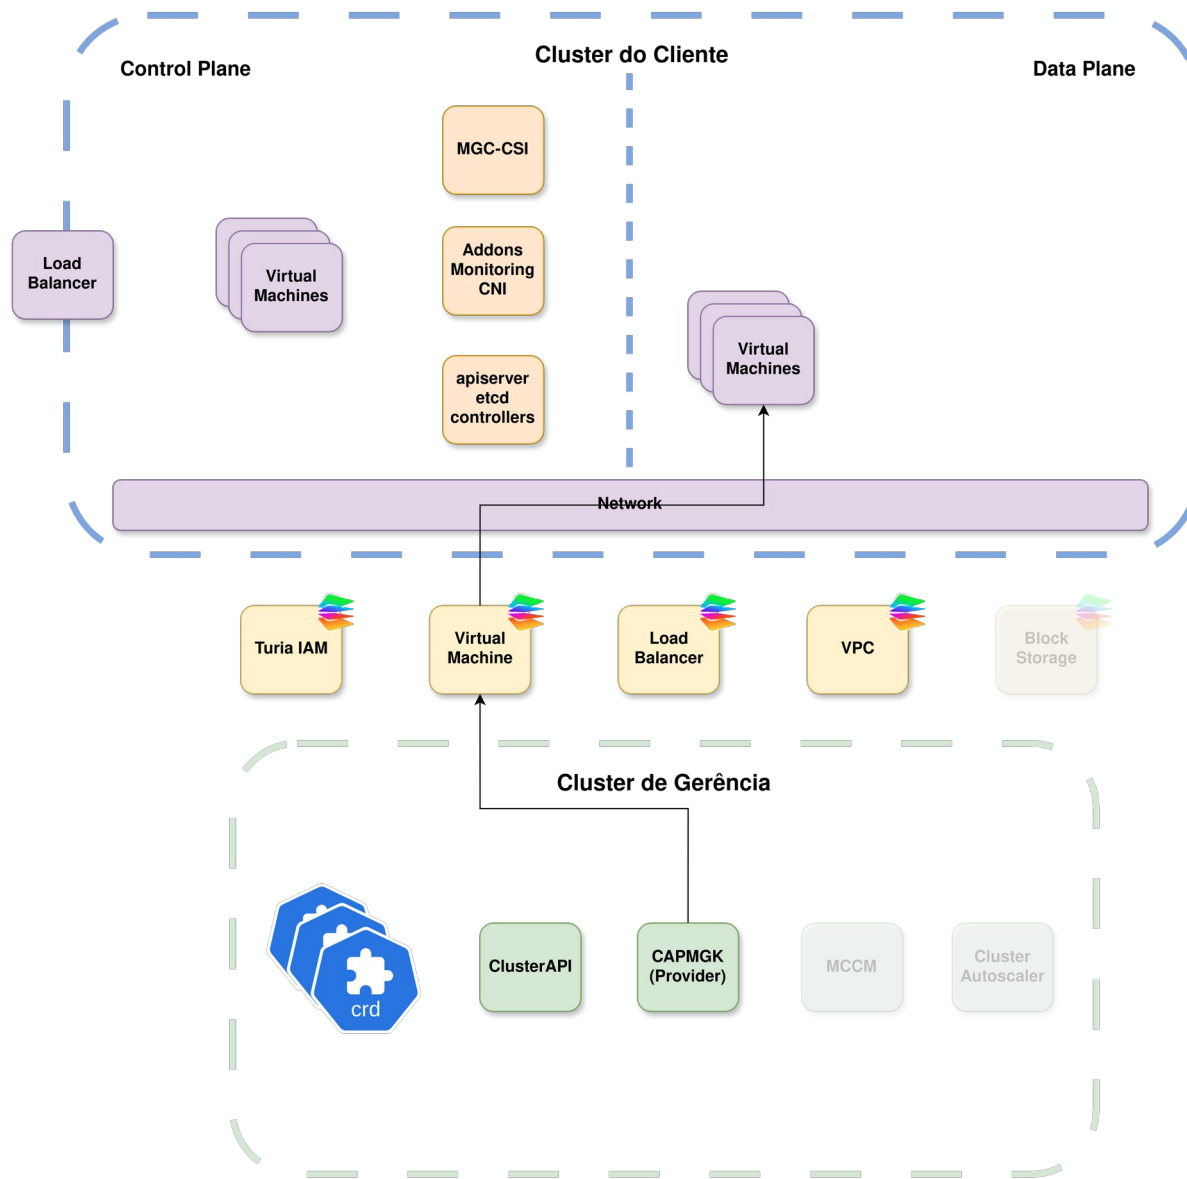 Cluster do Cliente
Control Plane
Data Plane
MGC-CSI
Load
Balancer
Virtual
Machines
Addons
Monitoring
CNI
Virtual
Machines
apiserver
etcd
controllers
Network
Turia IAM
Virtual
Machine
Load
Balancer
VPC
Block
Storage
Cluster de Gerência
crd
ClusterAPI
CAPMGK
(Provider)
MCCM
Cluster
Autoscaler